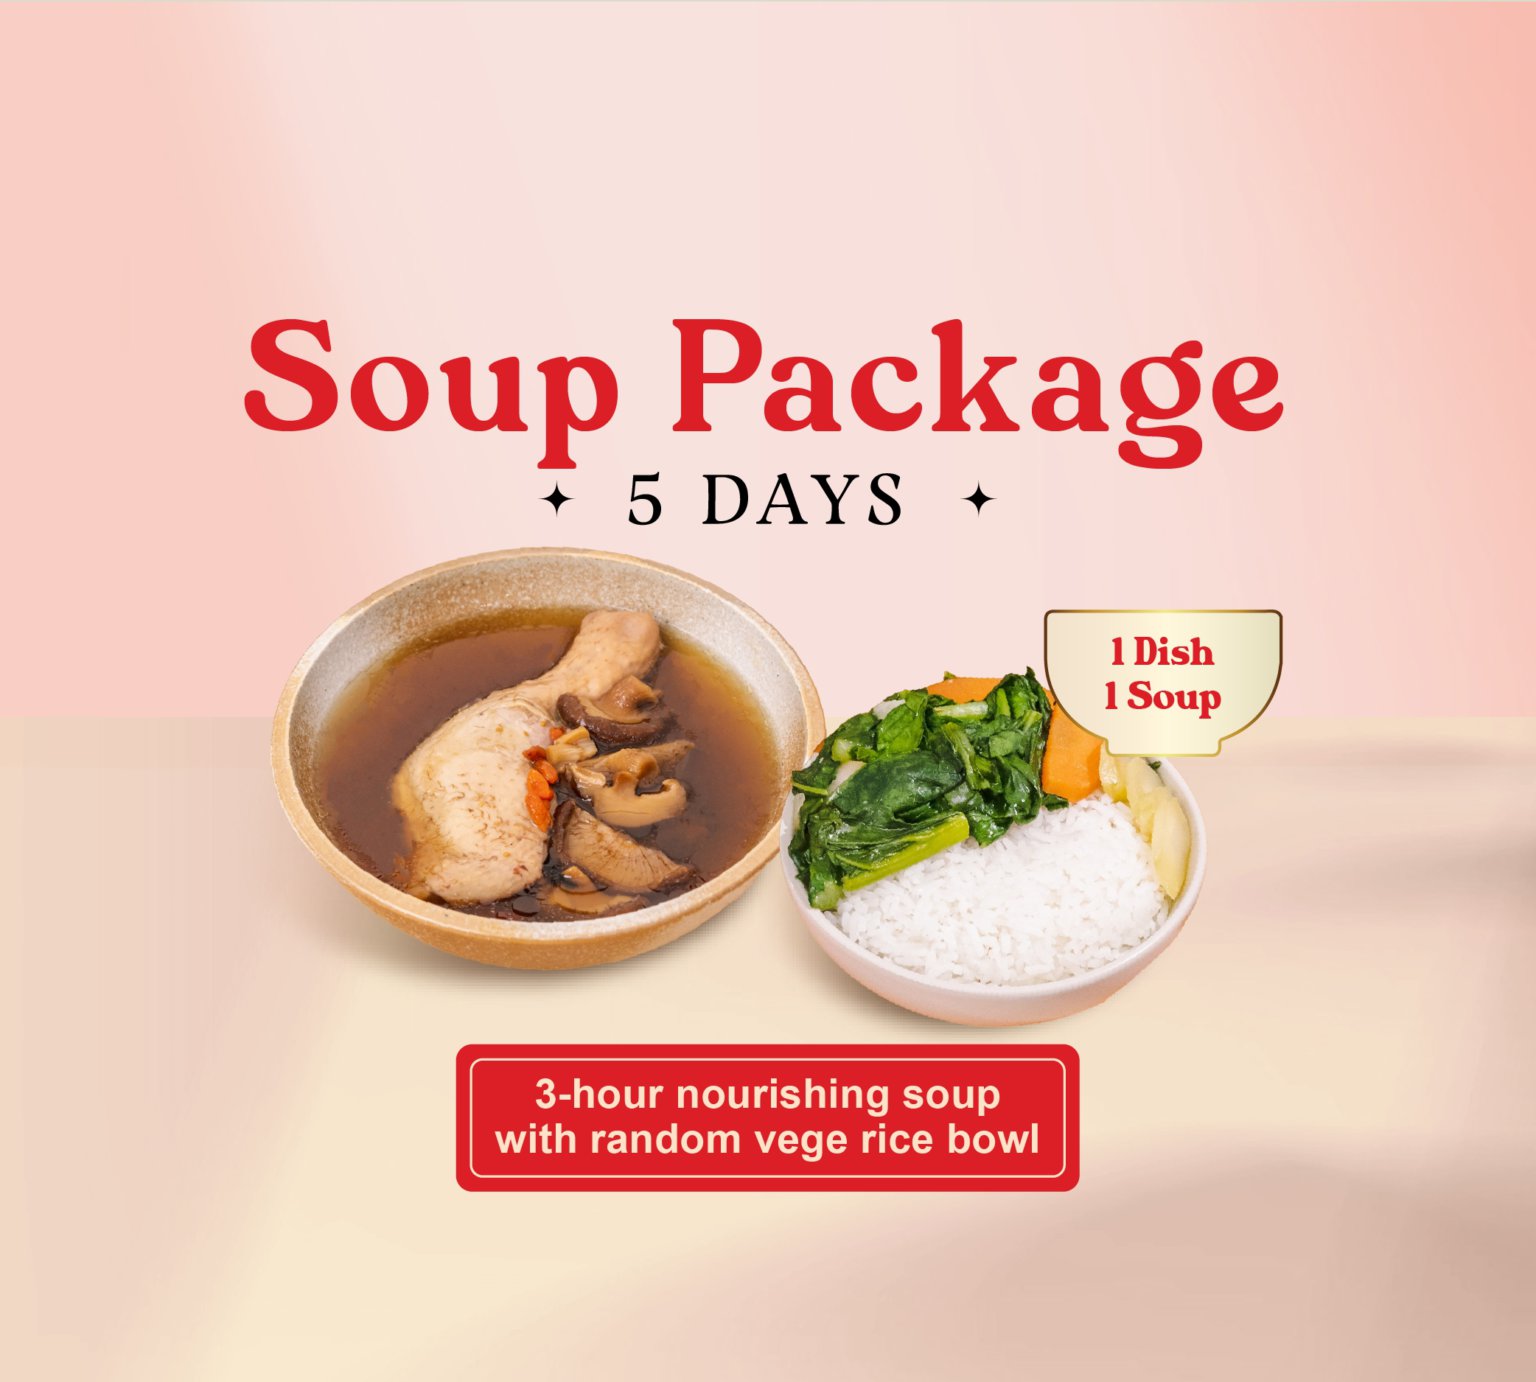 Soup Package
5 DAYS
1 Dish
1 Soup
3-hour nourishing soup
with random vege rice bowl